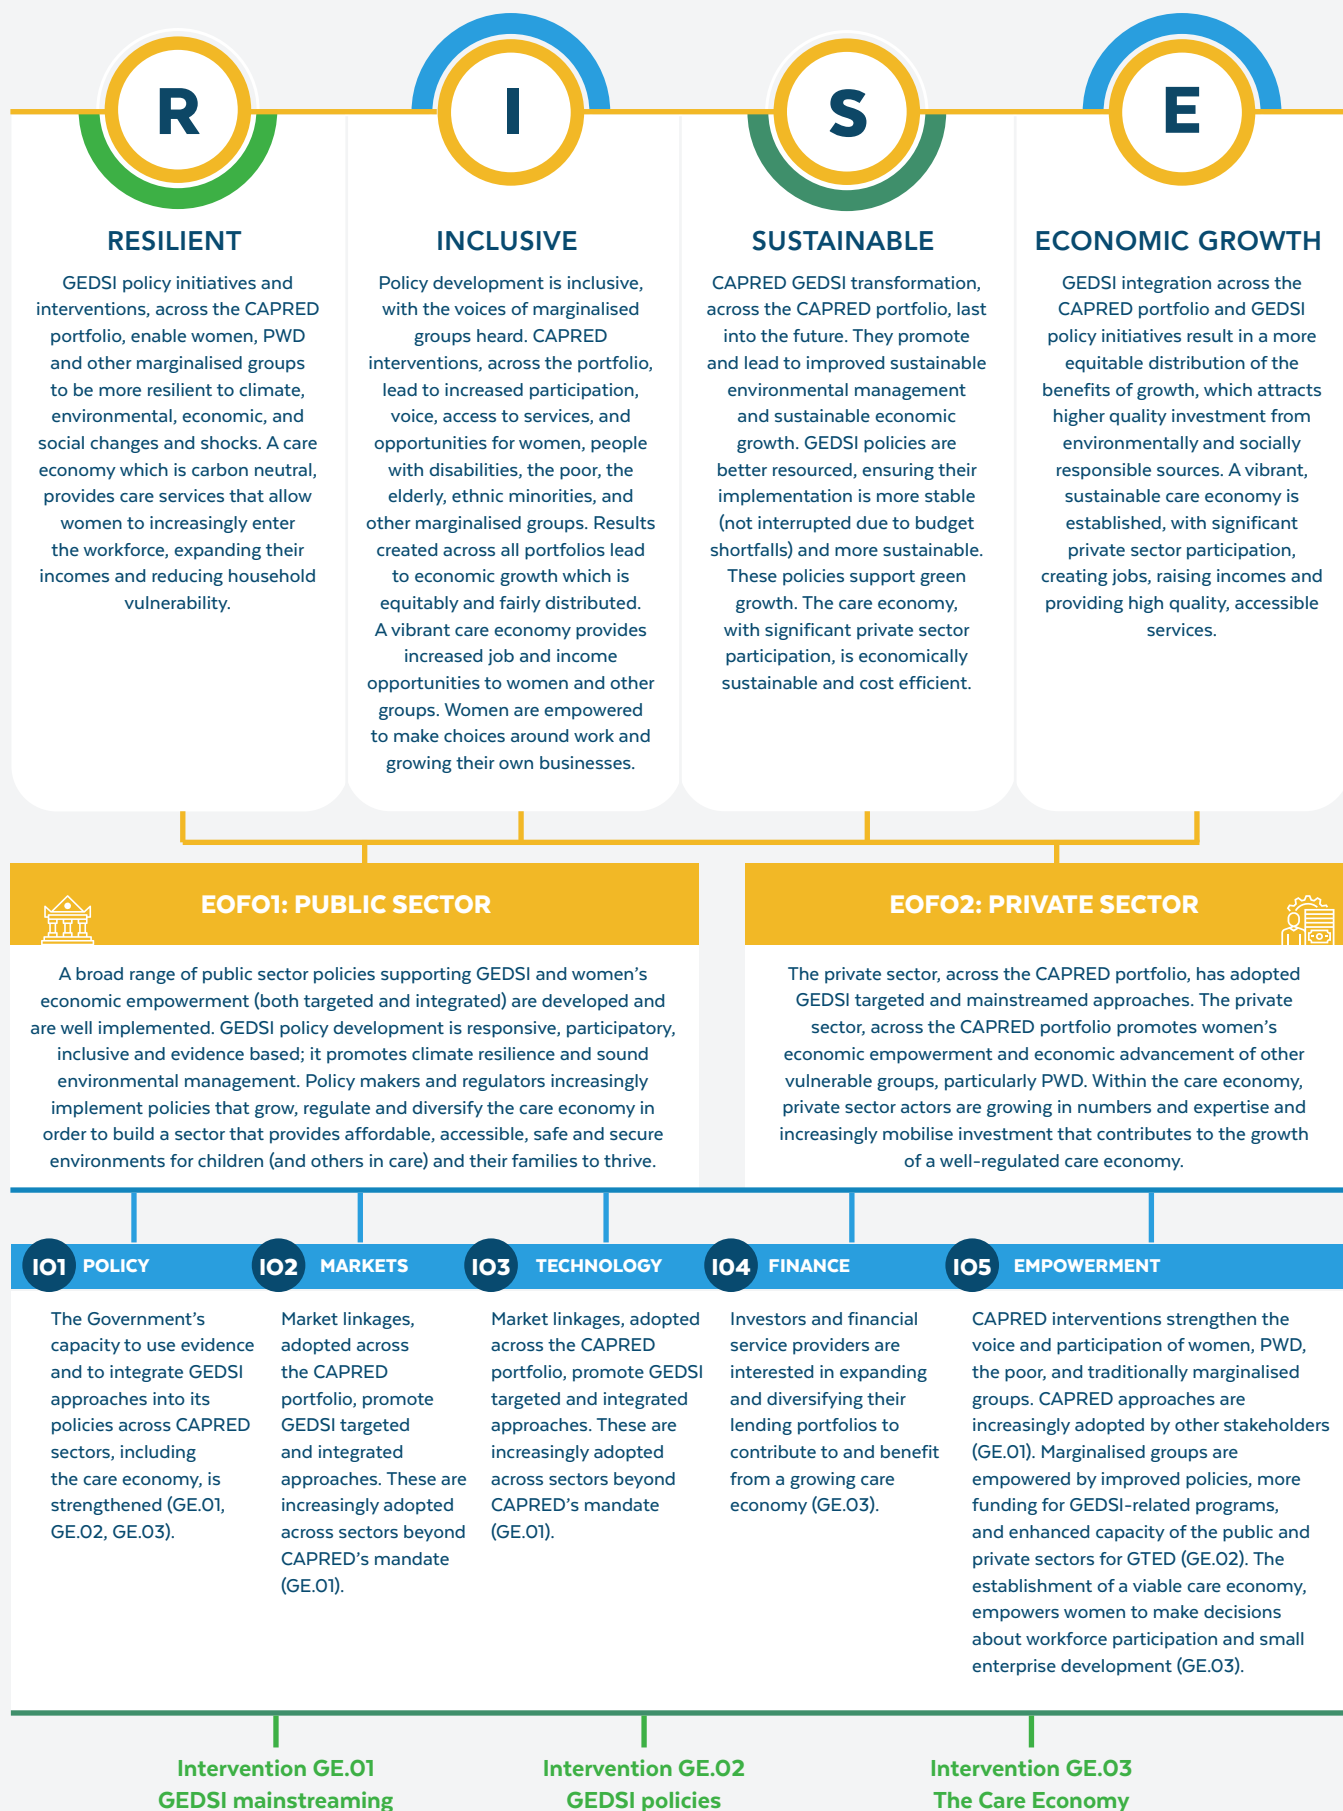 R
I
S
E
RESILIENT
GEDSI policy initiatives and
interventions, across the CAPRED
portfolio, enable women, PWD
and other marginalised groups
to be more resilient to climate,
environmental, economic, and
social changes and shocks. A care
economy which is carbon neutral,
provides care services that allow
women to increasingly enter
the workforce, expanding their
incomes and reducing household
vulnerability.
INCLUSIVE
Policy development is inclusive,
with the voices of marginalised
groups heard. CAPRED
interventions, across the portfolio,
lead to increased participation,
voice, access to services, and
opportunities for women, people
with disabilities, the poor, the
elderly, ethnic minorities, and
other marginalised groups. Results
created across all portfolios lead
to economic growth which is
equitably and fairly distributed.
A vibrant care economy provides
increased job and income
opportunities to women and other
groups. Women are empowered
to make choices around work and
growing their own businesses.
SUSTAINABLE
CAPRED GEDSI transformation,
across the CAPRED portfolio, last
into the future. They promote
and lead to improved sustainable
environmental management
and sustainable economic
growth. GEDSI policies are
better resourced, ensuring their
implementation is more stable
(not interrupted due to budget
shortfalls) and more sustainable.
These policies support green
growth. The care economy,
with significant private sector
participation, is economically
sustainable and cost efficient.
ECONOMIC GROWTH
GEDSI integration across the
CAPRED portfolio and GEDSI
policy initiatives result in a more
equitable distribution of the
benefits of growth, which attracts
higher quality investment from
environmentally and socially
responsible sources. A vibrant,
sustainable care economy is
established, with significant
private sector participation,
creating jobs, raising incomes and
providing high quality, accessible
services.
EOFO1: PUBLIC SECTOR
A broad range of public sector policies supporting GEDSI and women's
economic empowerment (both targeted and integrated) are developed and
are well implemented. GEDSI policy development is responsive, participatory,
inclusive and evidence based; it promotes climate resilience and sound
environmental management. Policy makers and regulators increasingly
implement policies that grow, regulate and diversify the care economy in
order to build a sector that provides affordable, accessible, safe and secure
environments for children (and others in care) and their families to thrive.
EOFO2: PRIVATE SECTOR
The private sector, across the CAPRED portfolio, has adopted
GEDSI targeted and mainstreamed approaches. The private
sector, across the CAPRED portfolio promotes women's
economic empowerment and economic advancement of other
vulnerable groups, particularly PWD. Within the care economy,
private sector actors are growing in numbers and expertise and
increasingly mobilise investment that contributes to the growth
of a well-regulated care economy.
IO1 POLICY
The Government's
capacity to use evidence
and to integrate GEDSI
approaches into its
policies across CAPRED
sectors, including
the care economy, is
strengthened (GE.01,
GE.02, GE.03).
IO2 MARKETS
Market linkages,
adopted across
the CAPRED
portfolio, promote
GEDSI targeted
and integrated
approaches. These are
increasingly adopted
across sectors beyond
CAPRED's mandate
(GE.01).
IO3 TECHNOLOGY
Market linkages, adopted
across the CAPRED
portfolio, promote GEDSI
targeted and integrated
approaches. These are
increasingly adopted
across sectors beyond
CAPRED's mandate
(GE.01).
IO4 FINANCE
Investors and financial
service providers are
interested in expanding
and diversifying their
lending portfolios to
contribute to and benefit
from a growing care
economy (GE.03).
IO5 EMPOWERMENT
CAPRED interventions strengthen the
voice and participation of women, PWD,
the poor, and traditionally marginalised
groups. CAPRED approaches are
increasingly adopted by other stakeholders
(GE.01). Marginalised groups are
empowered by improved policies, more
funding for GEDSI-related programs,
and enhanced capacity of the public and
private sectors for GTED (GE.02). The
establishment of a viable care economy,
empowers women to make decisions
about workforce participation and small
enterprise development (GE.03).
Intervention GE.01
GEDSI mainstreaming
Intervention GE.02
GEDSI policies
Intervention GE.03
The Care Economy